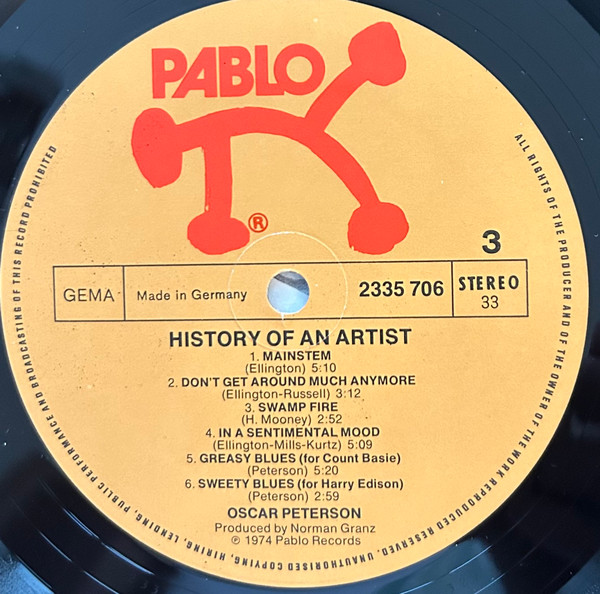 PABLO
®
3
GEMA
Made in Germany
2335 706
STEREO
33
HISTORY OF AN ARTIST
1. MAINSTEM
(Ellington) 5:10
2. DON'T GET AROUND MUCH ANYMORE
(Ellington-Russell) 3:12
3. SWAMP FIRE
(H. Mooney) 2:52
4. IN A SENTIMENTAL MOOD
(Ellington-Mills-Kurtz) 5:09
5. GREASY BLUES (for Count Basie)
(Peterson) 5:20
6. SWEETY BLUES (for Harry Edison)
(Peterson) 2:59
OSCAR PETERSON
Produced by Norman Granz
℗ 1974 Pablo Records
ALL RIGHTS OF THE PRODUCER AND OF THE OWNER OF THE WORK REPRODUCED RESERVED. UNAUTHORISED COPYING, HIRING, LENDING, PUBLIC PERFORMANCE AND BROADCASTING OF THIS RECORD PROHIBITED